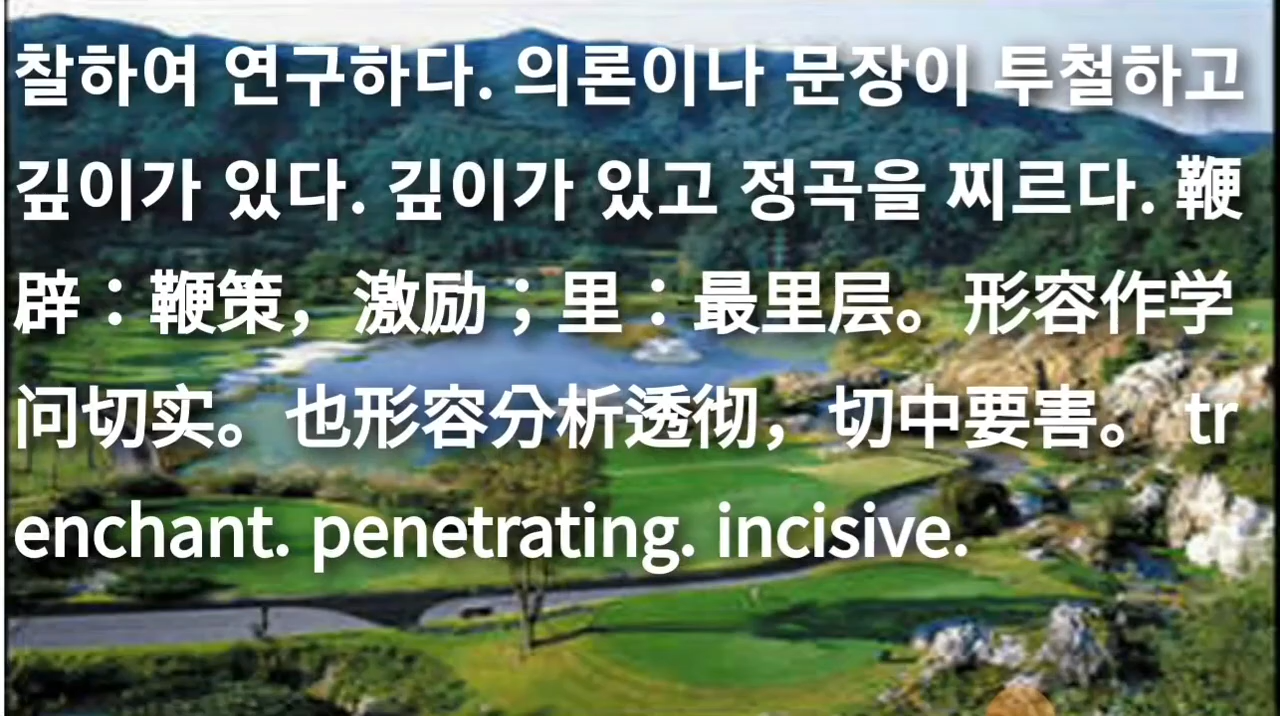 찰하여 연구하다. 의론이나 문장이 투철하고
깊이가 있다. 깊이가 있고 정곡을 찌르다. 鞭
辟：鞭策，激励；里：最里层。形容作学
问切实。也形容分析透彻，切中要害。 tr
enchant. penetrating. incisive.